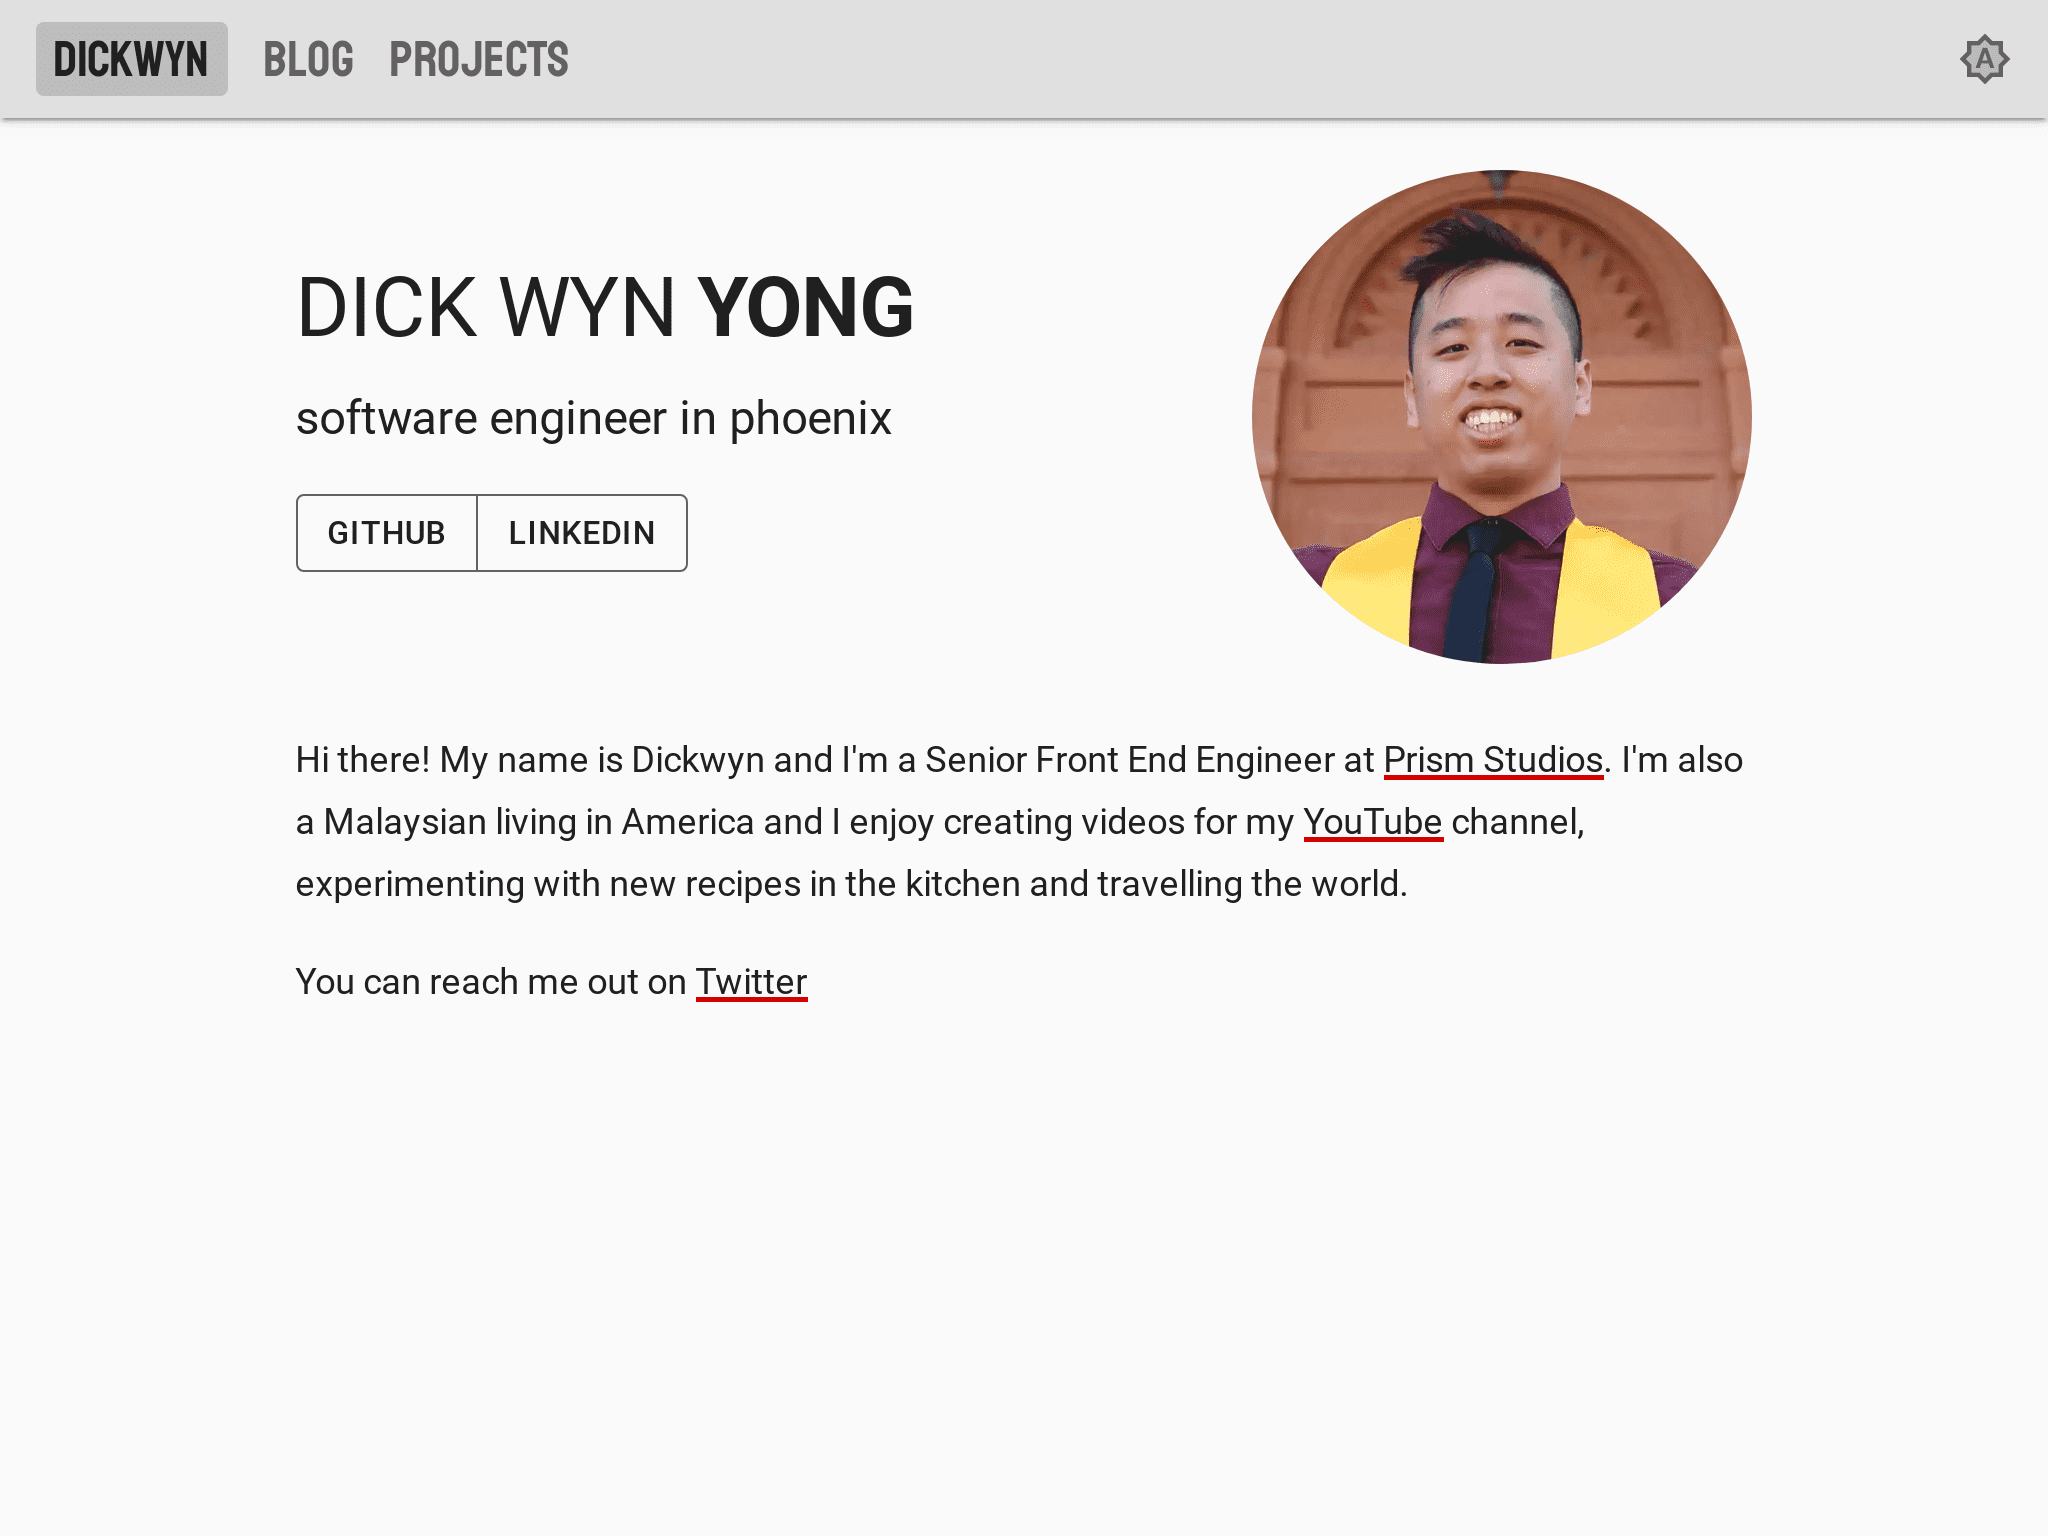 DICKWYN BLOG PROJECTS A
DICK WYN YONG
software engineer in phoenix
GITHUB LINKEDIN
Hi there! My name is Dickwyn and I'm a Senior Front End Engineer at Prism Studios. I'm also
a Malaysian living in America and I enjoy creating videos for my YouTube channel,
experimenting with new recipes in the kitchen and travelling the world.
You can reach me out on Twitter